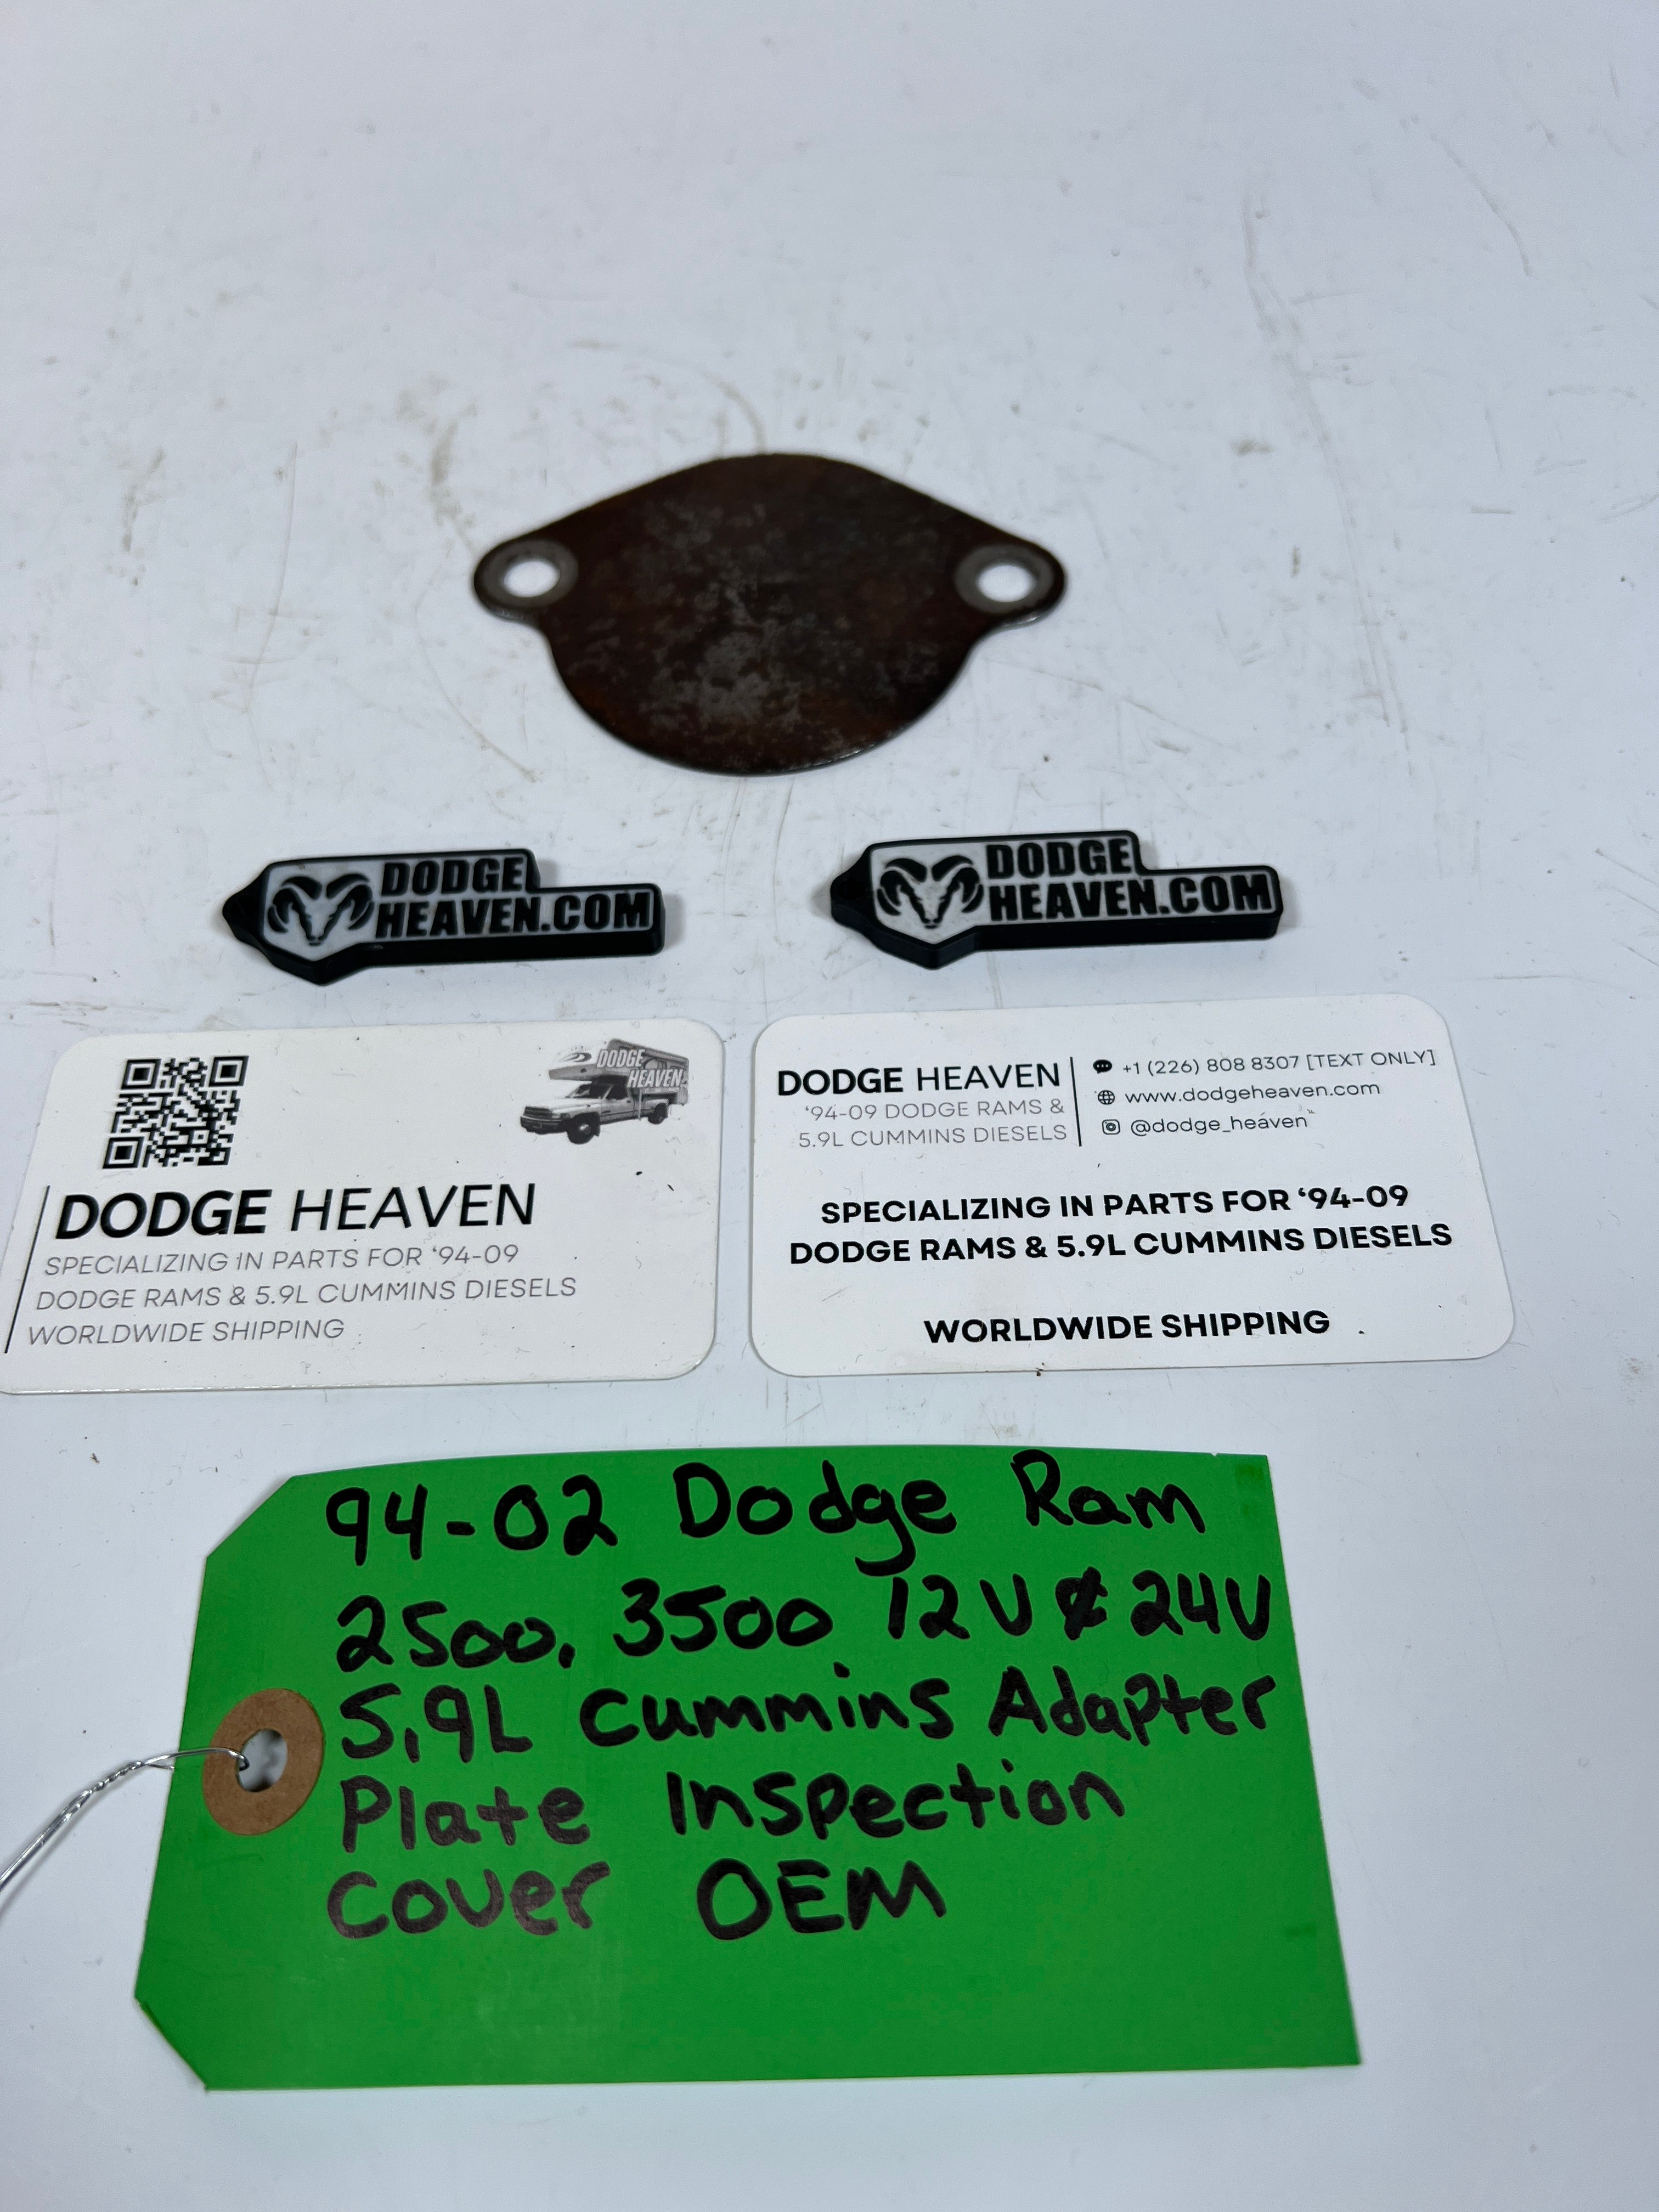 DODGE
HEAVEN.COM
DODGE
HEAVEN.COM
DODGE
HEAVEN
DODGE HEAVEN
SPECIALIZING IN PARTS FOR ‘94-09
DODGE RAMS & 5.9L CUMMINS DIESELS
WORLDWIDE SHIPPING
DODGE HEAVEN
‘94-09 DODGE RAMS &
5.9L CUMMINS DIESELS
+1 (226) 808 8307 [TEXT ONLY]
www.dodgeheaven.com
@dodge_heaven
SPECIALIZING IN PARTS FOR ‘94-09
DODGE RAMS & 5.9L CUMMINS DIESELS
WORLDWIDE SHIPPING
94-02 Dodge Ram
2500, 3500 12V & 24V
5.9L Cummins Adapter
Plate Inspection
Cover OEM